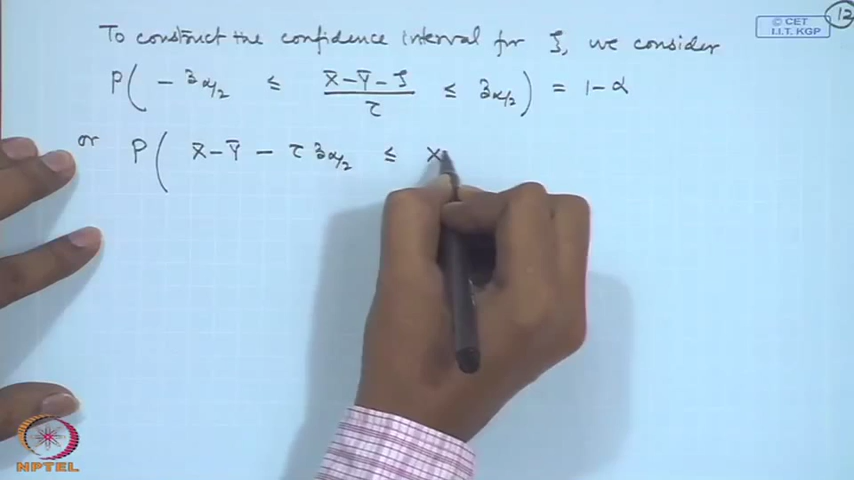 12
© CET
I.I.T. KGP
To construct the confidence interval for ζ, we consider
P( - z_{α/2} ≤ (X̄ - Ȳ - ζ)/τ ≤ z_{α/2} ) = 1 - α
or P( X̄ - Ȳ - τ z_{α/2} ≤ X
NPTEL